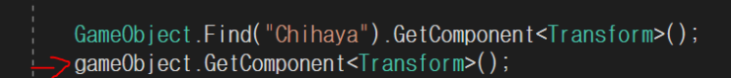 GameObject.Find("Chihaya").GetComponent<Transform>();
gameObject.GetComponent<Transform>();